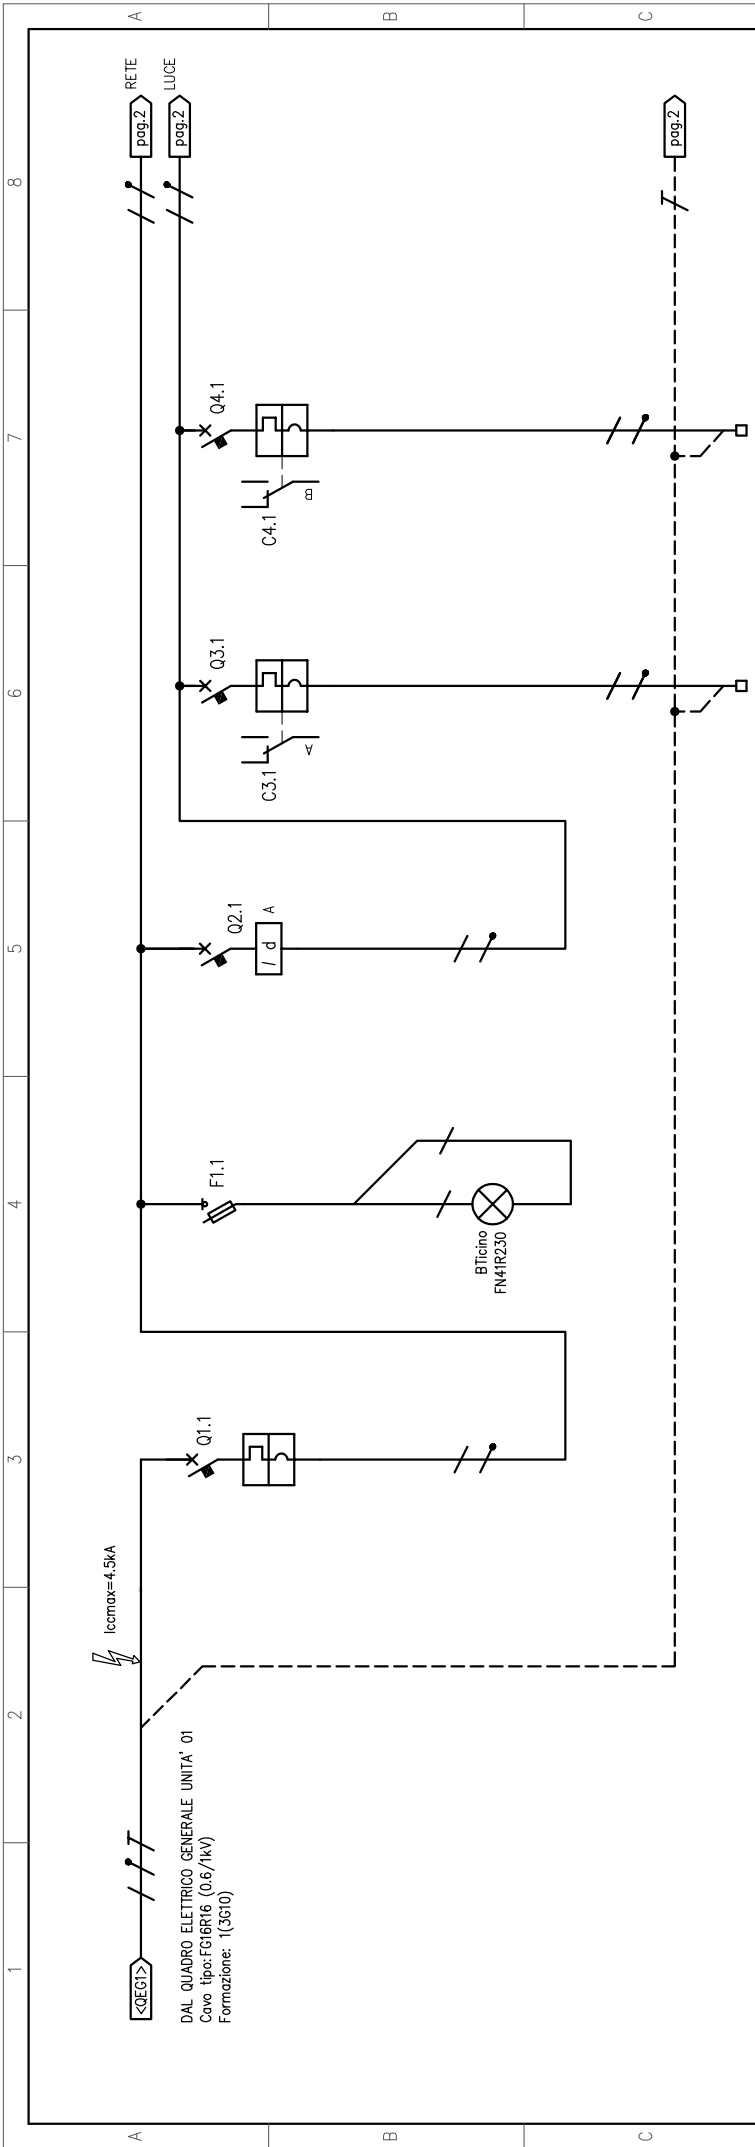 1 2 3 4 5 6 7 8
A
RETE
pag.2
LUCE
pag.2
Iccmax=4.5kA
<QEG1>
DAL QUADRO ELETTRICO GENERALE UNITA' 01
Cavo tipo:FG16R16 (0.6/1kV)
Formazione: 1(3G10)
Q1.1
F1.1
Q2.1
A
I d
Q3.1
C3.1
A
Q4.1
C4.1
B
B
BTicino
FN41R230
C
pag.2
A
B
C